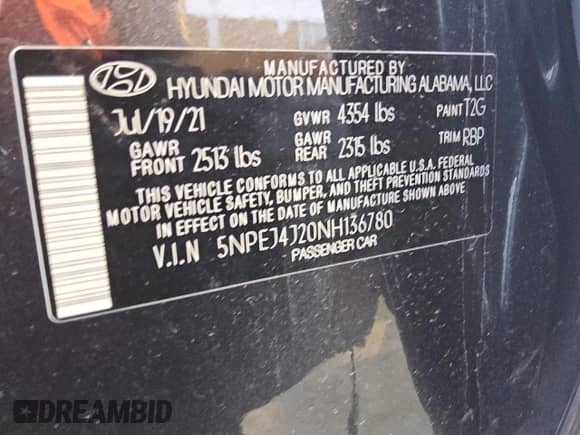 MANUFACTURED BY
HYUNDAI MOTOR MANUFACTURING ALABAMA, LLC
Jul/19/21 GVWR 4354 lbs PAINT T2G
GAWR FRONT 2513 lbs GAWR REAR 2315 lbs TRIM RBP
THIS VEHICLE CONFORMS TO ALL APPLICABLE U.S.A. FEDERAL
MOTOR VEHICLE SAFETY, BUMPER, AND THEFT PREVENTION STANDARDS
IN EFFECT ON THE DATE OF MANUFACTURE SHOWN ABOVE
V.I.N 5NPEJ4J20NH136780
PASSENGER CAR
DREAMBID